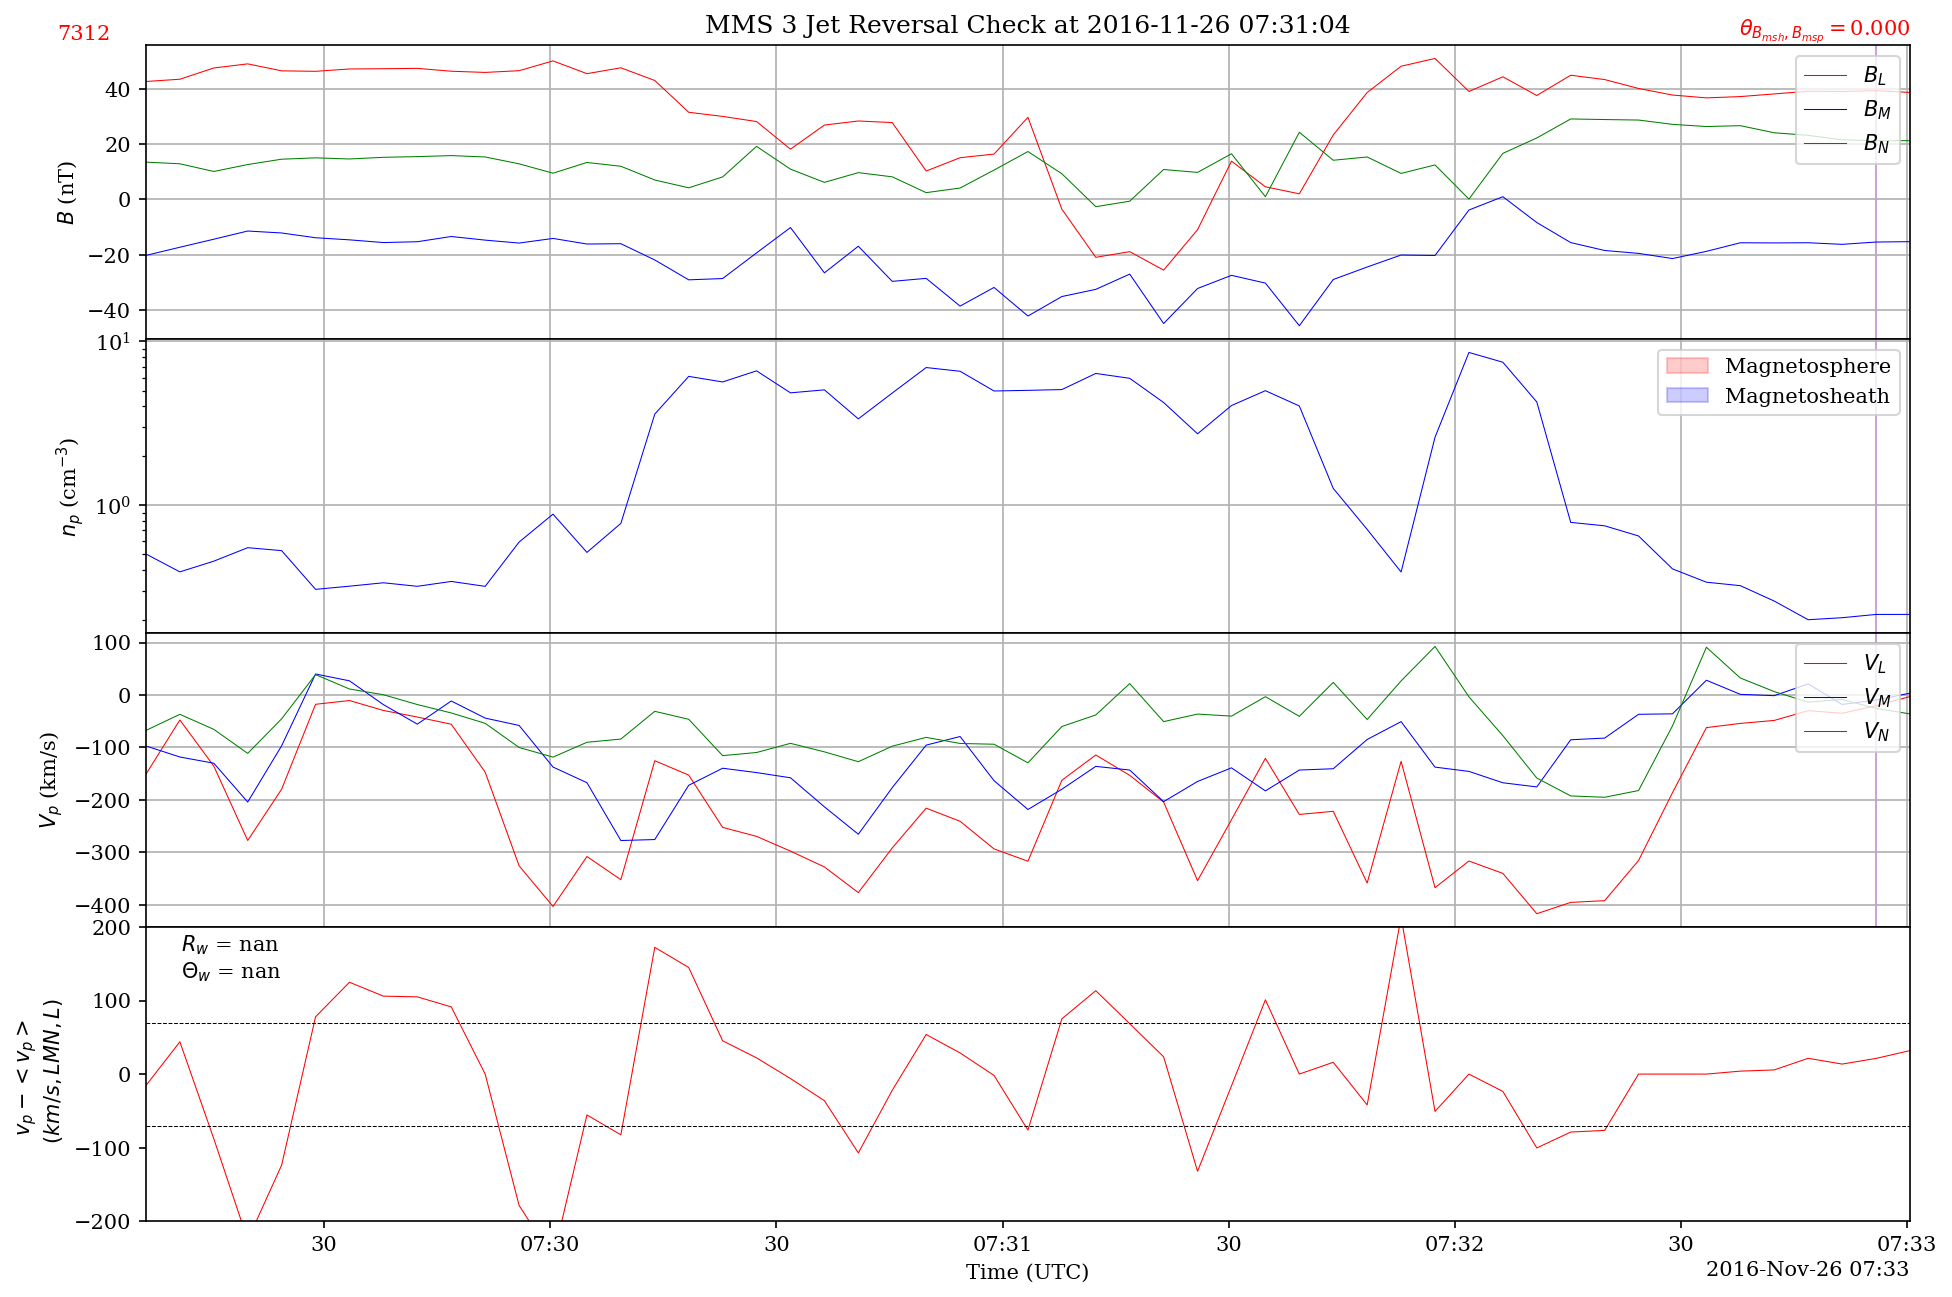 7312
MMS 3 Jet Reversal Check at 2016-11-26 07:31:04
θ_{B_{msh}, B_{msp}} = 0.000
40
20
0
−20
−40
B (nT)
B_L
B_M
B_N
10^1
10^0
n_p (cm^{−3})
Magnetosphere
Magnetosheath
100
0
−100
−200
−300
−400
V_p (km/s)
V_L
V_M
V_N
200
100
0
−100
−200
v_p − < v_p >
(km/s, LMN, L)
R_w = nan
Θ_w = nan
30
07:30
30
07:31
30
07:32
30
07:33
Time (UTC)
2016-Nov-26 07:33